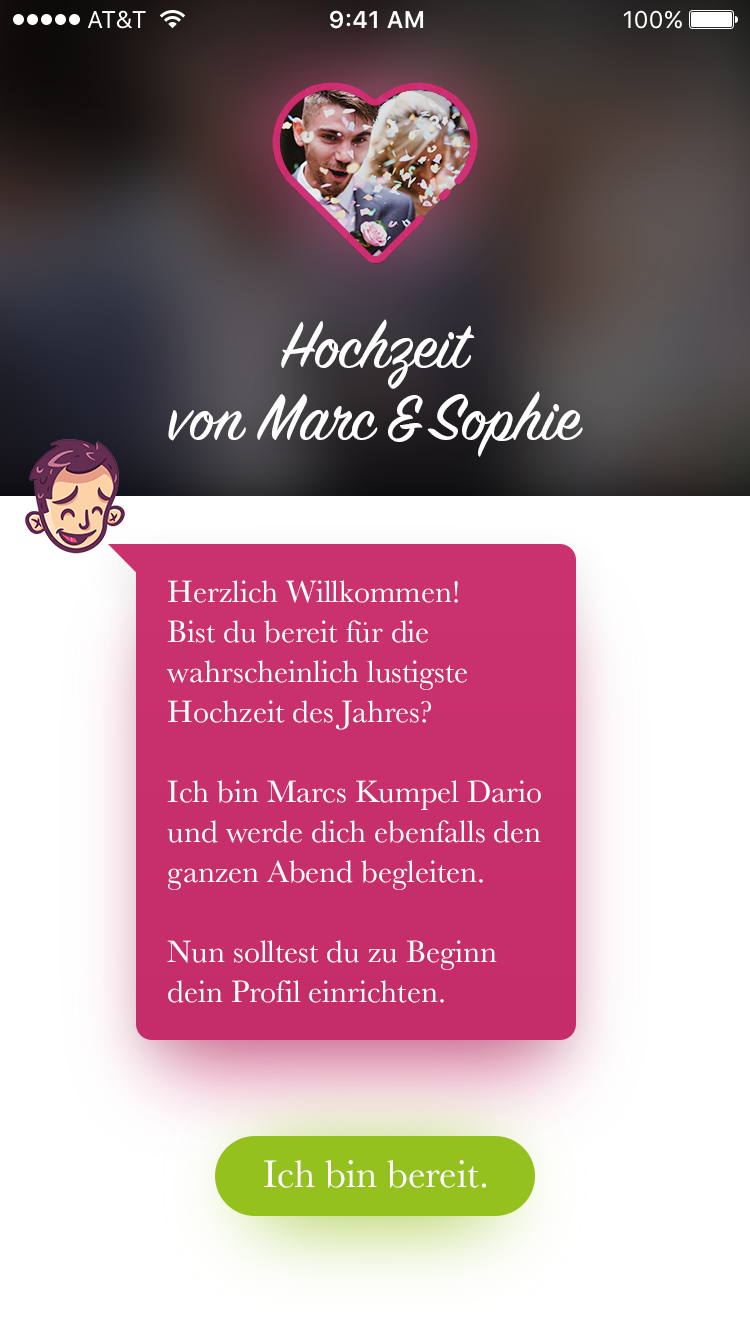 AT&T 9:41 AM 100%
Hochzeit
von Marc & Sophie
Herzlich Willkommen!
Bist du bereit für die
wahrscheinlich lustigste
Hochzeit des Jahres?
Ich bin Marcs Kumpel Dario
und werde dich ebenfalls den
ganzen Abend begleiten.
Nun solltest du zu Beginn
dein Profil einrichten.
Ich bin bereit.